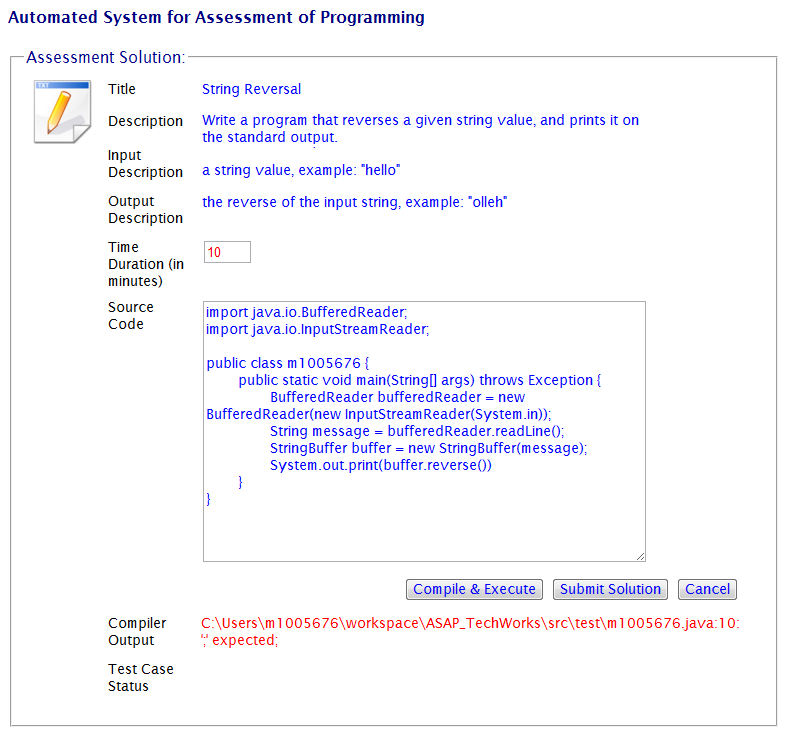 Automated System for Assessment of Programming
Assessment Solution:
TXT
Title
String Reversal
Description
Write a program that reverses a given string value, and prints it on
the standard output.
Input
Description
a string value, example: "hello"
Output
Description
the reverse of the input string, example: "olleh"
Time
Duration (in
minutes)
10
Source
Code
import java.io.BufferedReader;
import java.io.InputStreamReader;
public class m1005676 {
public static void main(String[] args) throws Exception {
BufferedReader bufferedReader = new
BufferedReader(new InputStreamReader(System.in));
String message = bufferedReader.readLine();
StringBuffer buffer = new StringBuffer(message);
System.out.print(buffer.reverse())
}
}
Compile & Execute
Submit Solution
Cancel
Compiler
Output
C:\Users\m1005676\workspace\ASAP_TechWorks\src\test\m1005676.java:10:
';' expected;
Test Case
Status